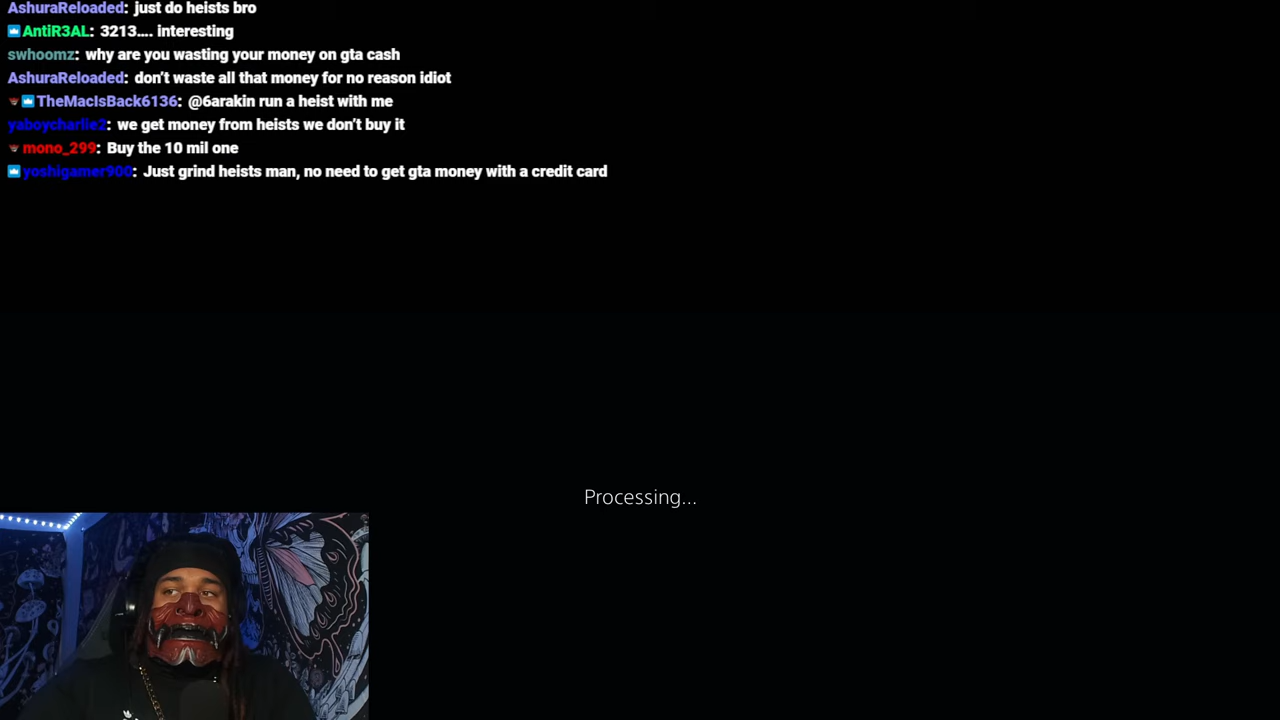 AshuraReloaded: just do heists bro
AntiR3AL: 3213.... interesting
swhoomz: why are you wasting your money on gta cash
AshuraReloaded: don't waste all that money for no reason idiot
TheMacIsBack6136: @6arakin run a heist with me
yaboycharlie2: we get money from heists we don't buy it
mono_299: Buy the 10 mil one
yoshigamer900: Just grind heists man, no need to get gta money with a credit card
Processing...